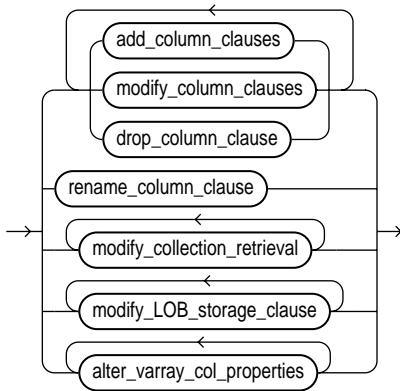 add_column_clauses
modify_column_clauses
drop_column_clause
rename_column_clause
modify_collection_retrieval
modify_LOB_storage_clause
alter_varray_col_properties